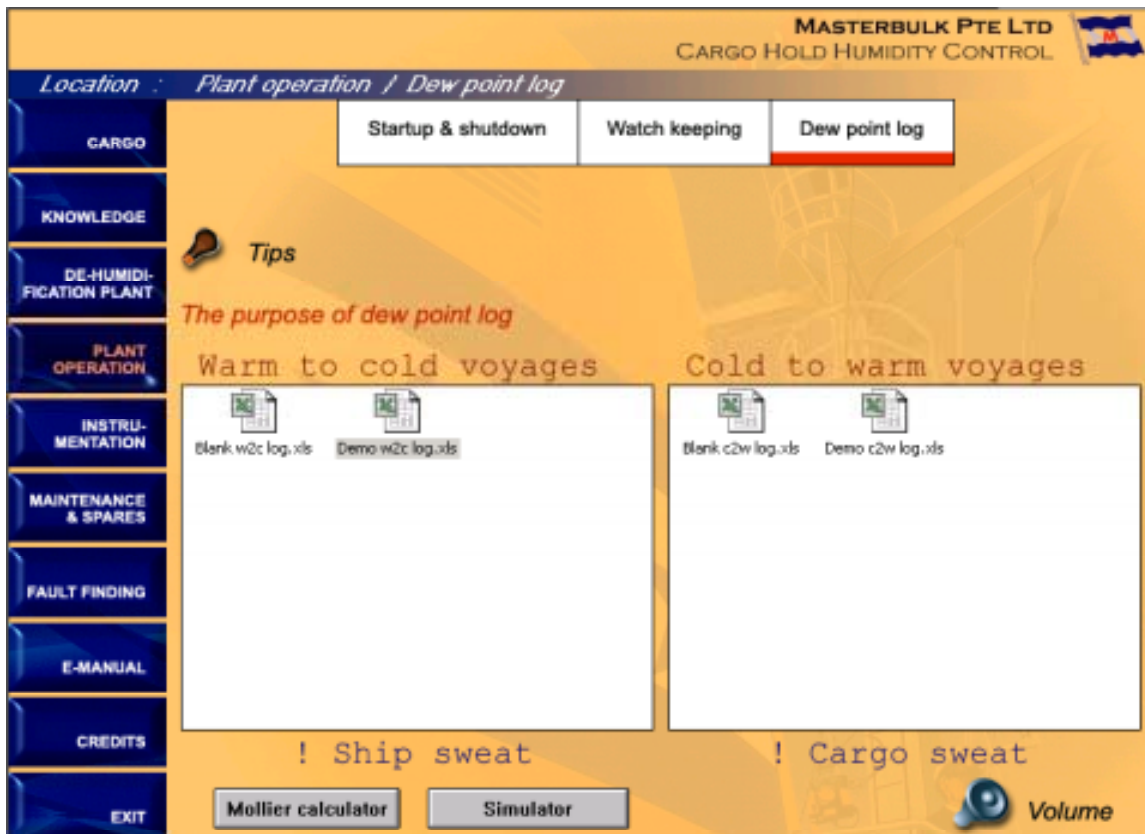 MASTERBULK PTE LTD
CARGO HOLD HUMIDITY CONTROL
M
Location : Plant operation / Dew point log
Startup & shutdown Watch keeping Dew point log
CARGO
KNOWLEDGE
DE-HUMIDI-
FICATION PLANT
PLANT
OPERATION
INSTRU-
MENTATION
MAINTENANCE
& SPARES
FAULT FINDING
E-MANUAL
CREDITS
EXIT
Tips
The purpose of dew point log
Warm to cold voyages
Blank w2c log.xls Demo w2c log.xls
! Ship sweat
Cold to warm voyages
Blank c2w log.xls Demo c2w log.xls
! Cargo sweat
Mollier calculator Simulator
Volume